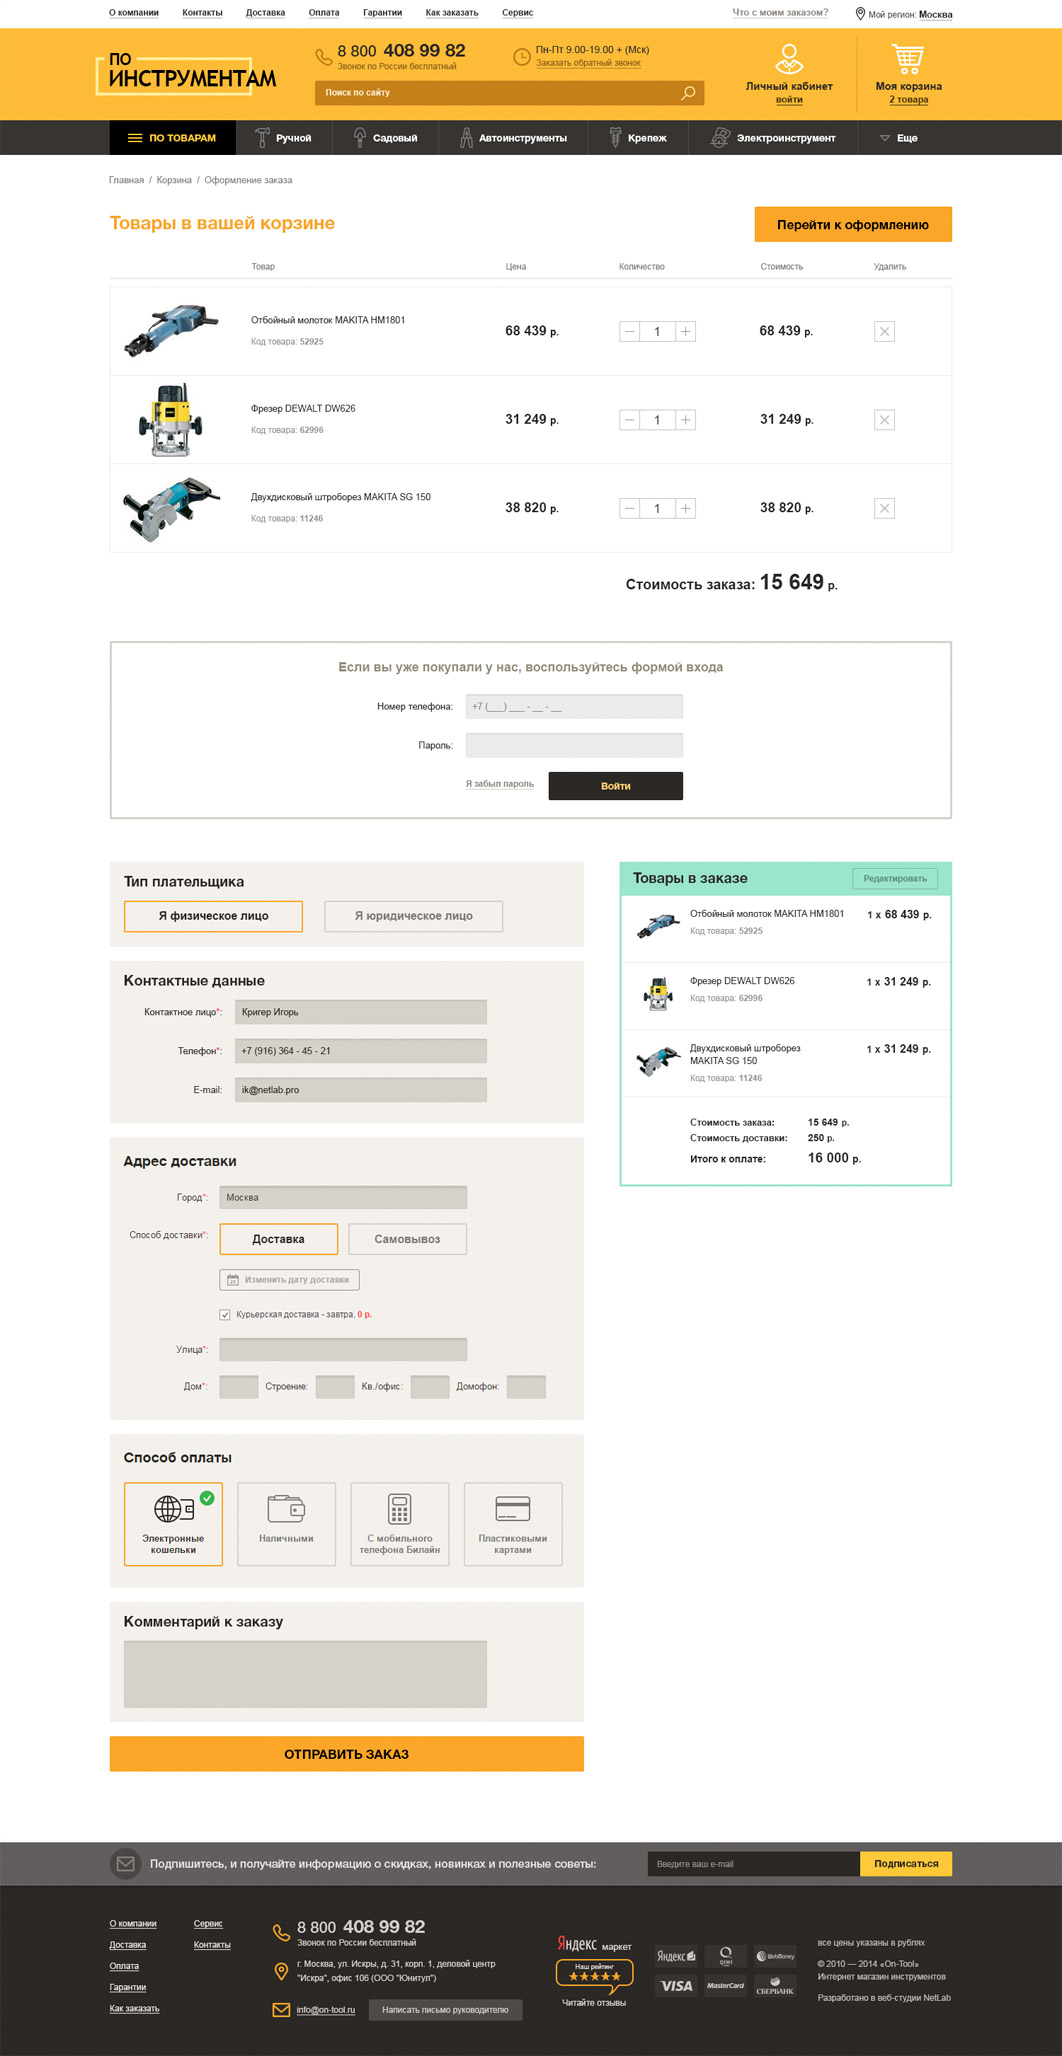 О компании Контакты Доставка Оплата Гарантии Как заказать Сервис Что с моим заказом? Мой регион: Москва
ПО ИНСТРУМЕНТАМ
8 800 408 99 82
Звонок по России бесплатный
Пн-Пт 9.00-19.00 + (Мск)
Заказать обратный звонок
Поиск по сайту
Личный кабинет
войти
Моя корзина
2 товара
ПО ТОВАРАМ Ручной Садовый Автоинструменты Крепеж Электроинструмент Еще
Главная / Корзина / Оформление заказа
Товары в вашей корзине
Перейти к оформлению
Товар Цена Количество Стоимость Удалить
Отбойный молоток MAKITA HM1801
Код товара: 52925
68 439 р. 1 68 439 р.
Фрезер DEWALT DW626
Код товара: 62996
31 249 р. 1 31 249 р.
Двухдисковый штроборез MAKITA SG 150
Код товара: 11246
38 820 р. 1 38 820 р.
Стоимость заказа: 15 649 р.
Если вы уже покупали у нас, воспользуйтесь формой входа
Номер телефона: +7 (___) ___ - __ - __
Пароль:
Я забыл пароль Войти
Тип плательщика
Я физическое лицо Я юридическое лицо
Контактные данные
Контактное лицо*: Кригер Игорь
Телефон*: +7 (916) 364 - 45 - 21
E-mail: ik@netlab.pro
Адрес доставки
Город*: Москва
Способ доставки*: Доставка Самовывоз
Изменить дату доставки
Курьерская доставка - завтра, 0 р.
Улица*:
Дом*: Строение: Кв./офис: Домофон:
Способ оплаты
Электронные кошельки
Наличными
С мобильного телефона Билайн
Пластиковыми картами
Комментарий к заказу
ОТПРАВИТЬ ЗАКАЗ
Товары в заказе Редактировать
Отбойный молоток MAKITA HM1801 1 x 68 439 р.
Код товара: 52925
Фрезер DEWALT DW626 1 x 31 249 р.
Код товара: 62996
Двухдисковый штроборез 1 x 31 249 р.
MAKITA SG 150
Код товара: 11246
Стоимость заказа: 15 649 р.
Стоимость доставки: 250 р.
Итого к оплате: 16 000 р.
Подпишитесь, и получайте информацию о скидках, новинках и полезные советы: Введите ваш e-mail Подписаться
О компании Сервис
Доставка Контакты
Оплата
Гарантии
Как заказать
8 800 408 99 82
Звонок по России бесплатный
г. Москва, ул. Искры, д. 31, корп. 1, деловой центр
"Искра", офис 106 (ООО "Юнитул")
info@on-tool.ru Написать письмо руководителю
Яндекс маркет
Наш рейтинг
Читайте отзывы
Яндекс QIWI WebMoney
VISA MasterCard СБЕРБАНК
все цены указаны в рублях
© 2010 — 2014 «On-Tool»
Интернет магазин инструментов
Разработано в веб-студии NetLab